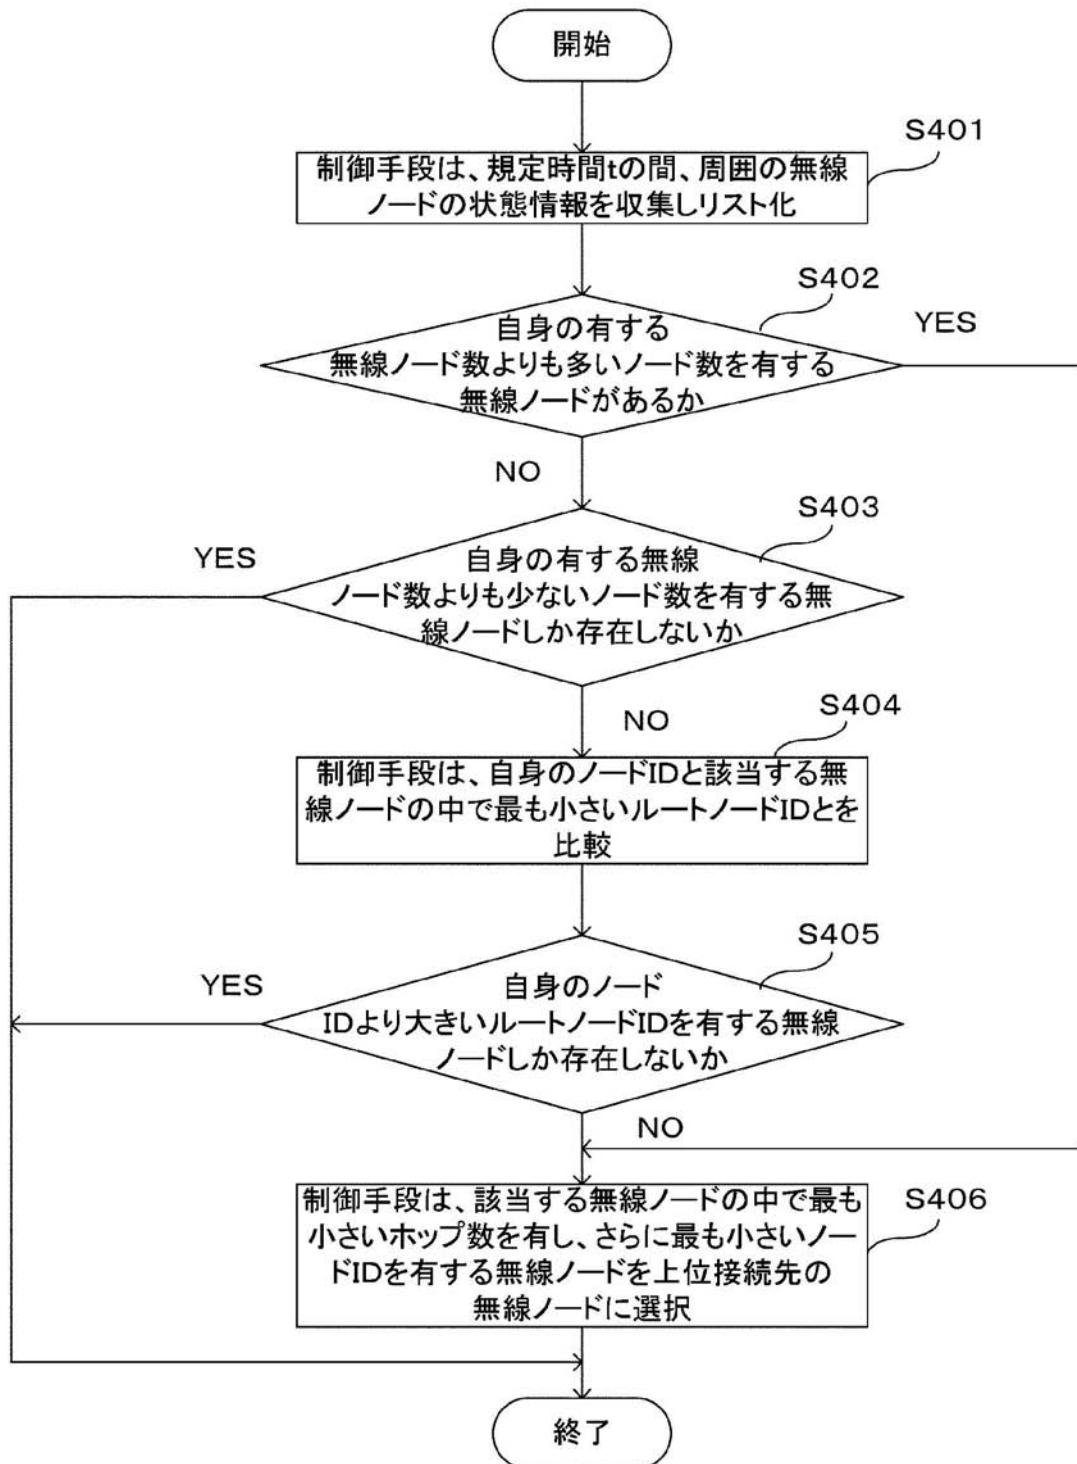 開始
S401
制御手段は、規定時間tの間、周囲の無線
ノードの状態情報を収集しリスト化
S402
自身の有する
無線ノード数よりも多いノード数を有する
無線ノードがあるか
YES
NO
S403
自身の有する無線
ノード数よりも少ないノード数を有する無
線ノードしか存在しないか
YES
NO
S404
制御手段は、自身のノードIDと該当する無
線ノードの中で最も小さいルートノードIDとを
比較
S405
自身のノード
IDより大きいルートノードIDを有する無線
ノードしか存在しないか
YES
NO
S406
制御手段は、該当する無線ノードの中で最も
小さいホップ数を有し、さらに最も小さいノー
ドIDを有する無線ノードを上位接続先の
無線ノードに選択
終了